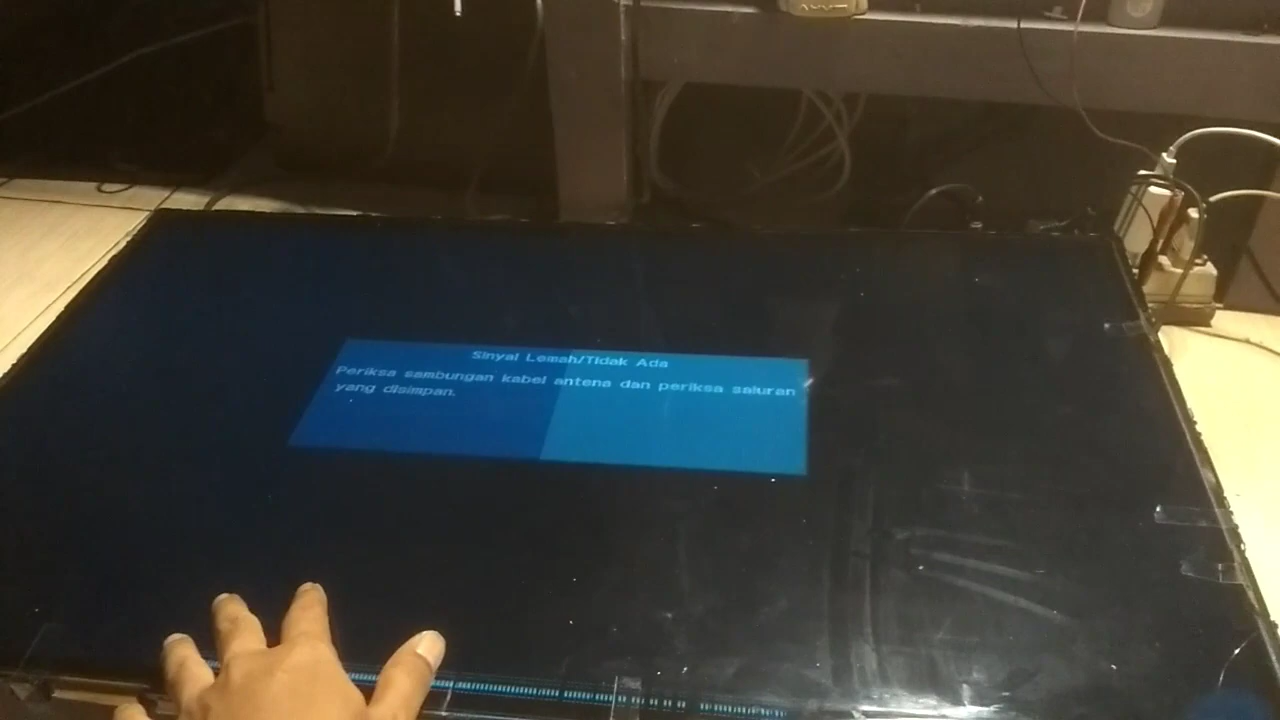 Sinyal Lemah/Tidak Ada
Periksa sambungan kabel antena dan periksa saluran
yang disimpan.